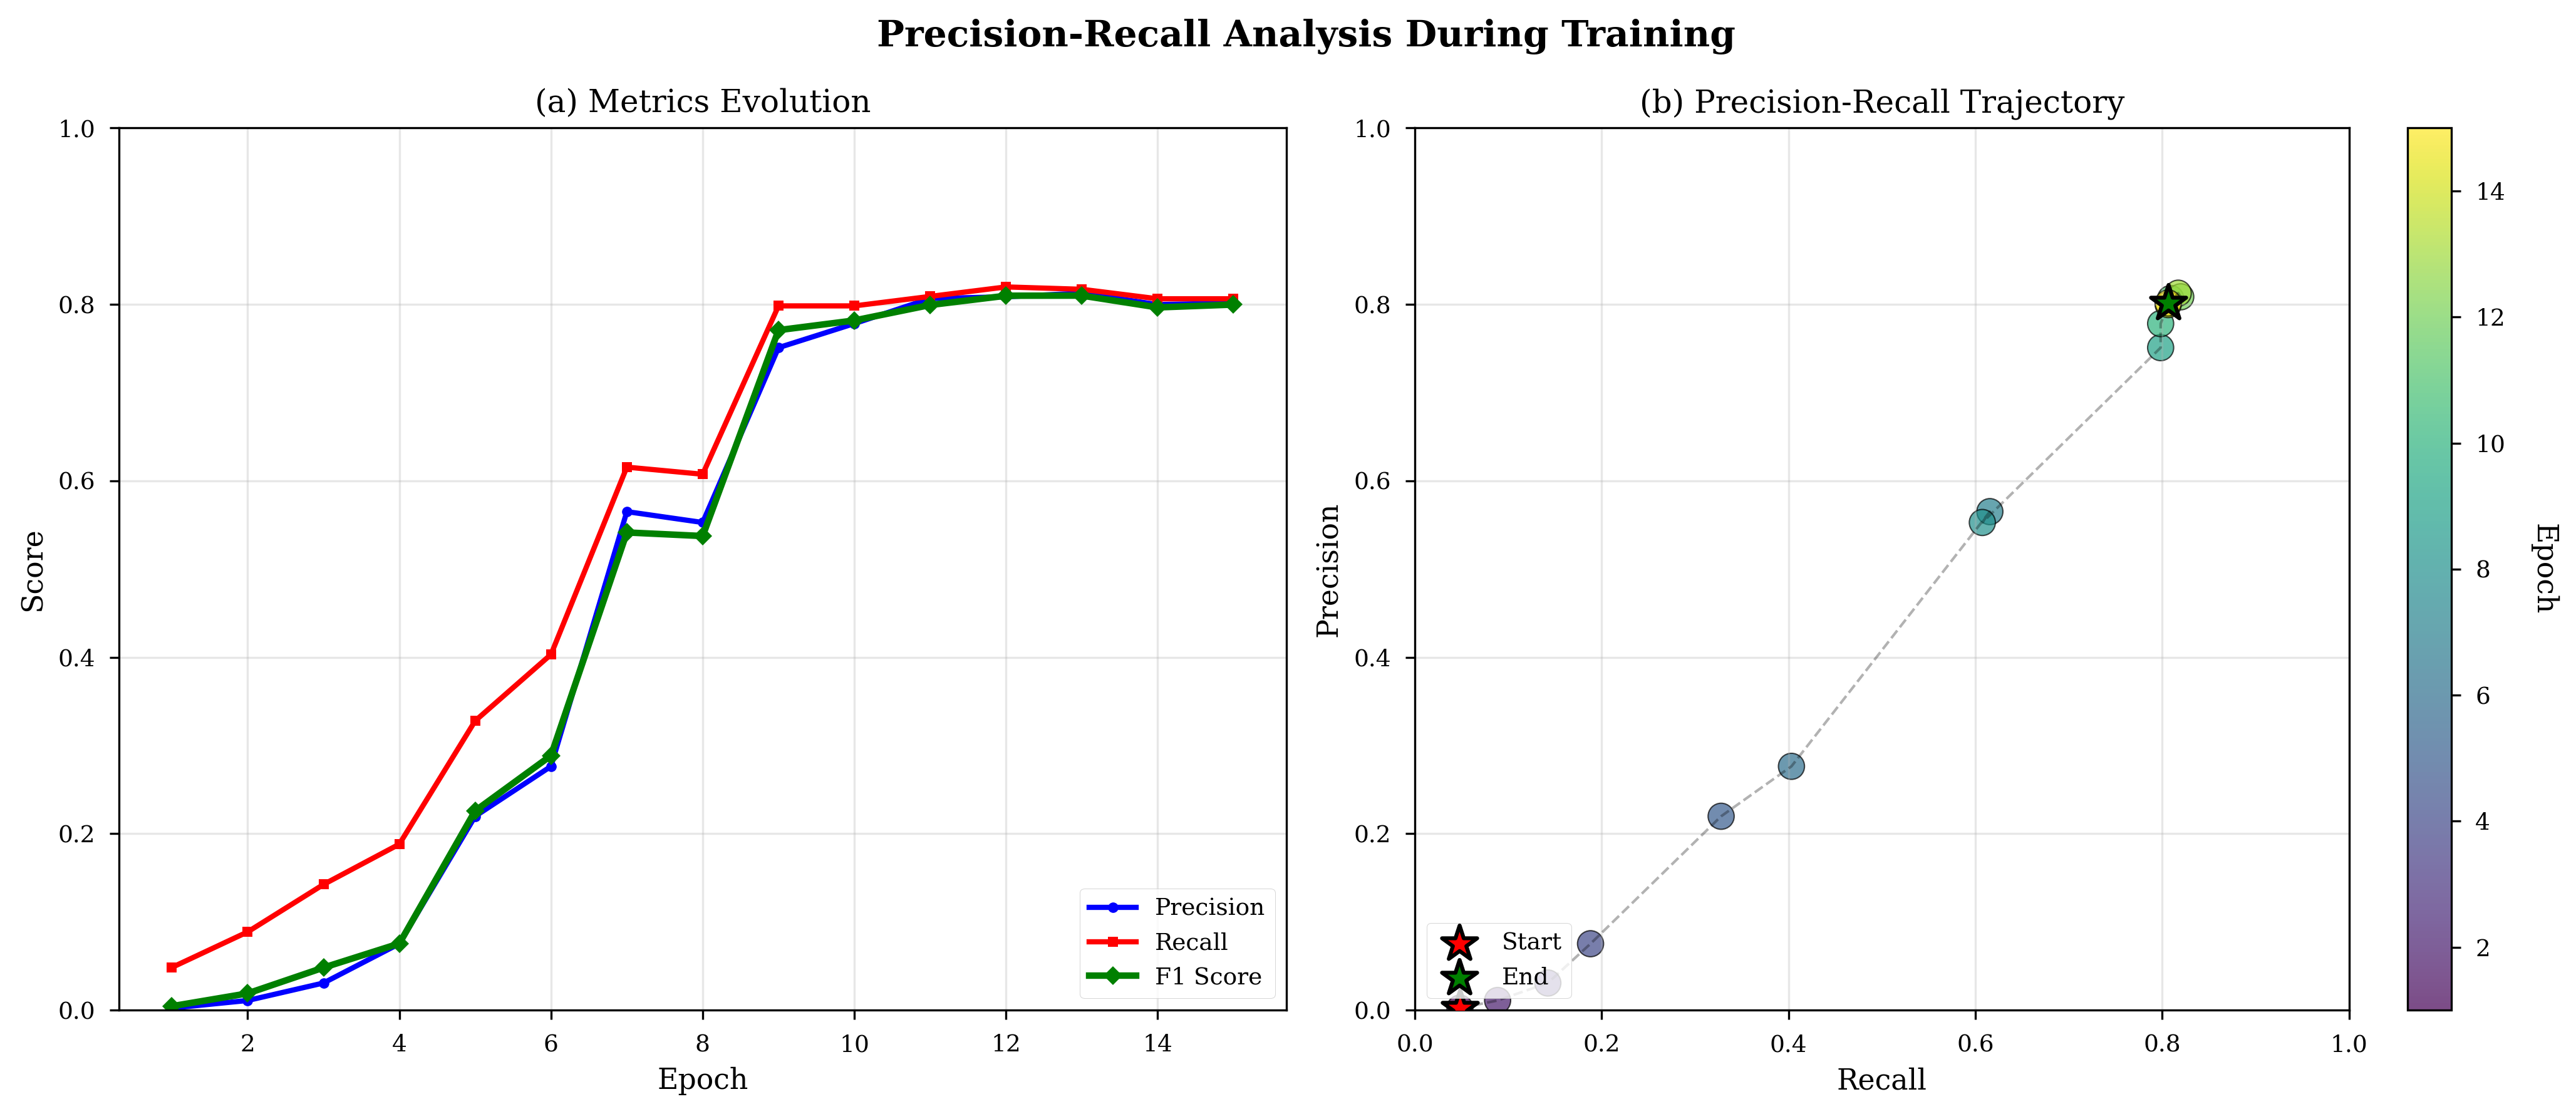 Precision-Recall Analysis During Training
(a) Metrics Evolution
1.0
0.8
0.6
0.4
0.2
0.0
Score
2 4 6 8 10 12 14
Epoch
Precision
Recall
F1 Score
(b) Precision-Recall Trajectory
1.0
0.8
0.6
0.4
0.2
0.0
Precision
Start
End
0.0 0.2 0.4 0.6 0.8 1.0
Recall
14
12
10
8
6
4
2
Epoch